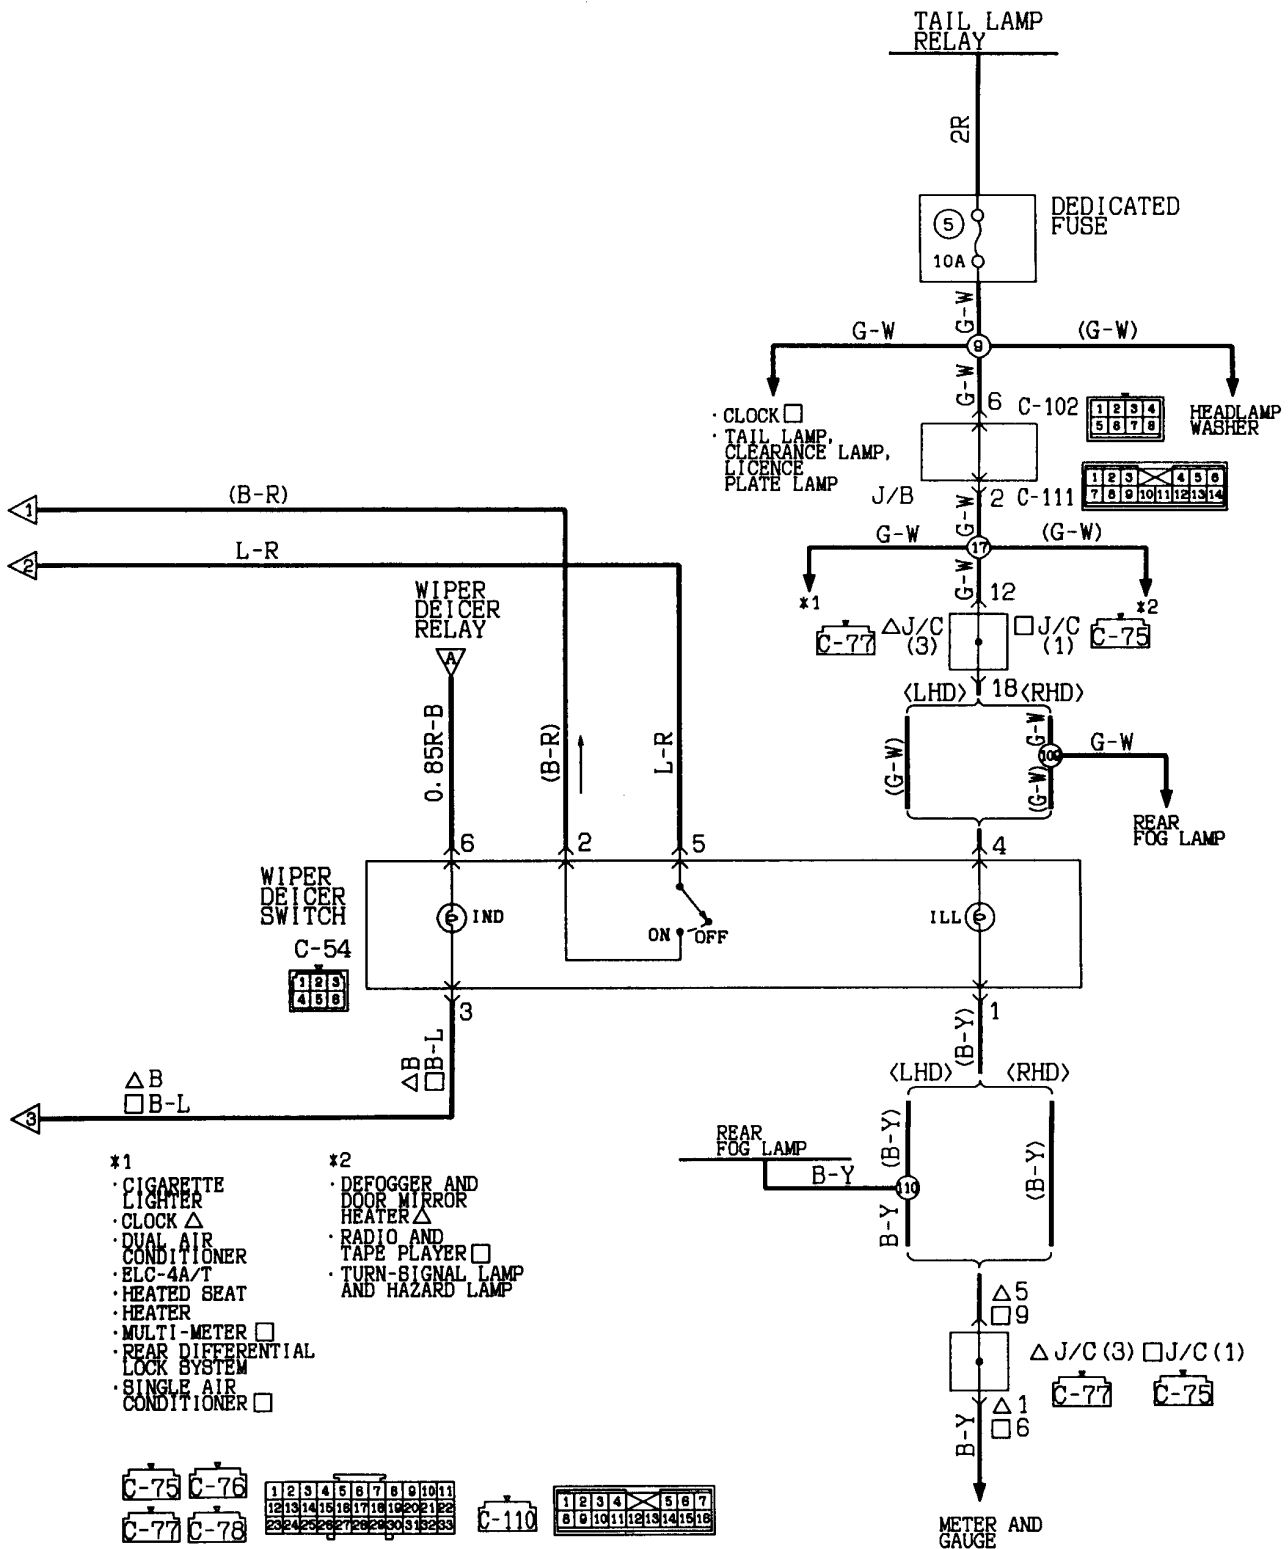 TAIL LAMP
RELAY
2R
DEDICATED
FUSE
5
10A
G-W
G-W
9
(G-W)
G-W
6
C-102
1 2 3 4
5 6 7 8
· CLOCK □
· TAIL LAMP,
CLEARANCE LAMP,
LICENCE
PLATE LAMP
HEADLAMP
WASHER
J/B
2
C-111
1 2 3 4 5 6
7 8 9 10 11 12 13 14
1
(B-R)
G-W
G-W
17
(G-W)
2
L-R
G-W
12
*1
*2
WIPER
DEICER
RELAY
A
C-77
△J/C
(3)
□J/C
(1)
C-75
18
<LHD>
<RHD>
0.85R-B
(B-R)
L-R
(G-W)
G-W
109
(G-W)
G-W
REAR
FOG LAMP
6
2
5
4
WIPER
DEICER
SWITCH
IND
ON
OFF
ILL
C-54
1 2 3
4 5 6
3
1
△B
□B-L
(B-Y)
<LHD>
<RHD>
△B
□B-L
3
REAR
FOG LAMP
B-Y
(B-Y)
110
B-Y
(B-Y)
*1
· CIGARETTE
LIGHTER
· CLOCK △
· DUAL AIR
CONDITIONER
· ELC-4A/T
· HEATED SEAT
· HEATER
· MULTI-METER □
· REAR DIFFERENTIAL
LOCK SYSTEM
· SINGLE AIR
CONDITIONER □
*2
· DEFOGGER AND
DOOR MIRROR
HEATER △
· RADIO AND
TAPE PLAYER □
· TURN-SIGNAL LAMP
AND HAZARD LAMP
△5
□9
△J/C(3) □J/C(1)
C-77
C-75
△1
□6
B-Y
METER AND
GAUGE
C-75
C-76
C-77
C-78
1 2 3 4 5 6 7 8 9 10 11
12 13 14 15 16 17 18 19 20 21 22
23 24 25 26 27 28 29 30 31 32 33
C-110
1 2 3 4 5 6 7
8 9 10 11 12 13 14 15 16